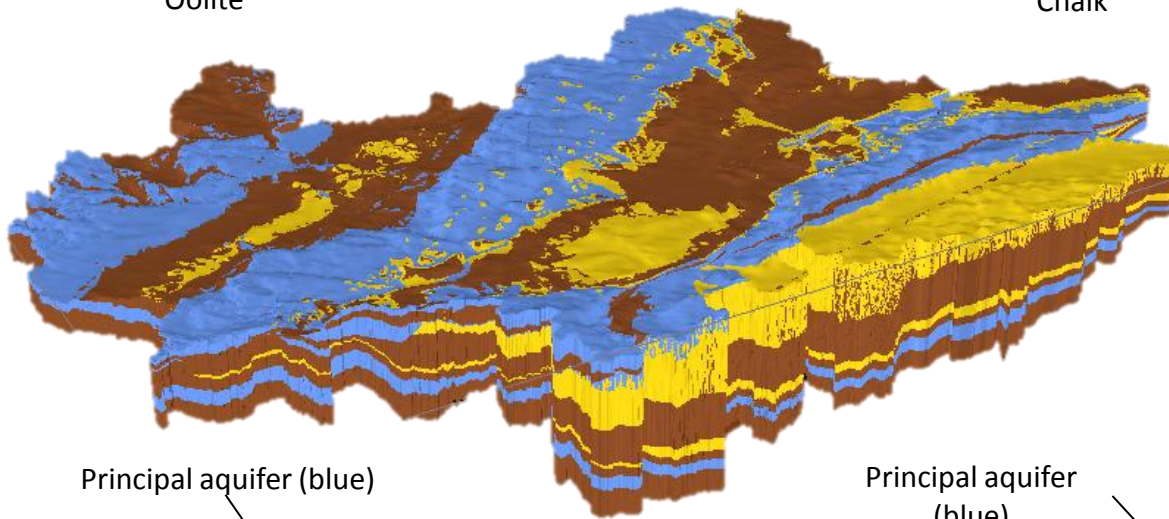 Oolite
Chalk
Principal aquifer (blue)
Principal aquifer
(blue)